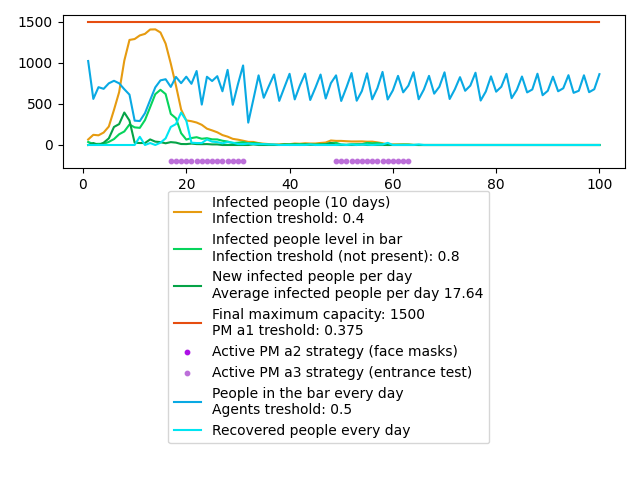 1500
1000
500
0
0
20
40
60
80
100
Infected people (10 days)
Infection treshold: 0.4
Infected people level in bar
Infection treshold (not present): 0.8
New infected people per day
Average infected people per day 17.64
Final maximum capacity: 1500
PM a1 treshold: 0.375
Active PM a2 strategy (face masks)
Active PM a3 strategy (entrance test)
People in the bar every day
Agents treshold: 0.5
Recovered people every day